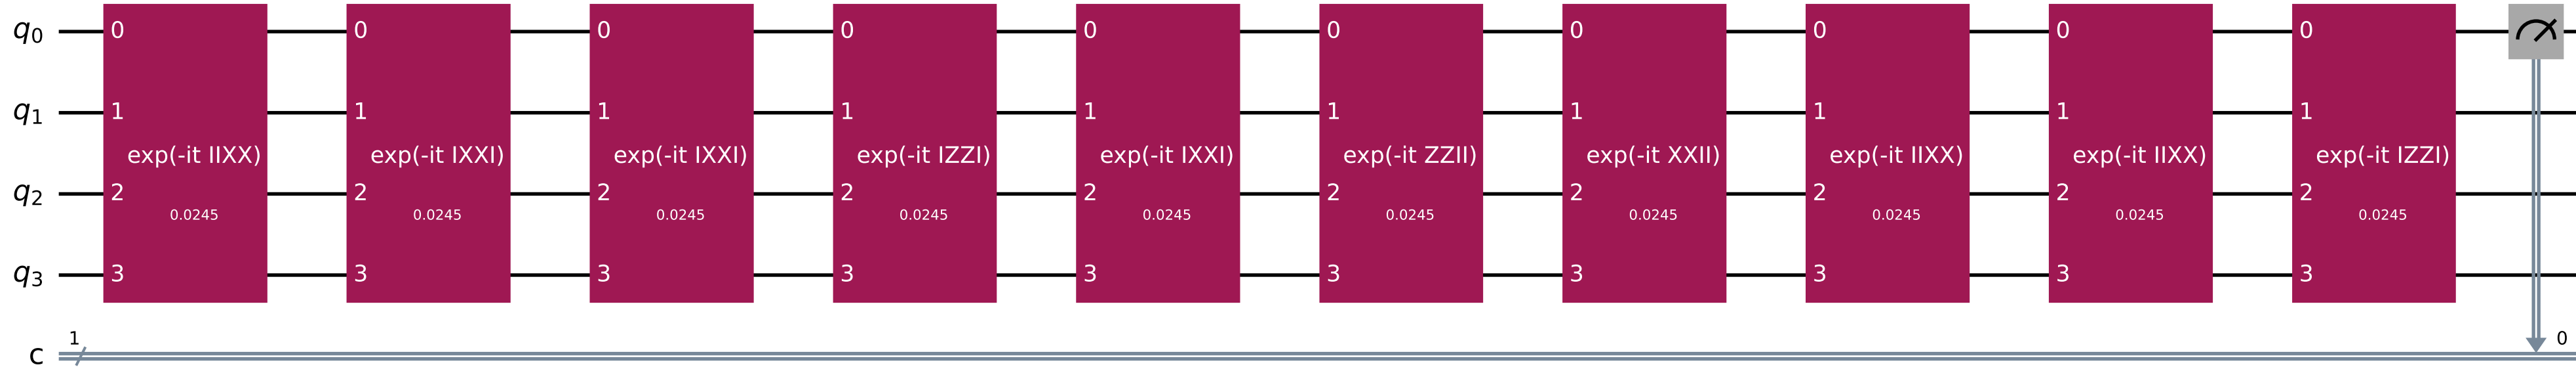 q0 0 0 0 0 0 0 0 0 0 0
q1 1 1 1 1 1 1 1 1 1 1
exp(-it IIXX) exp(-it IXXI) exp(-it IXXI) exp(-it IZZI) exp(-it IXXI) exp(-it ZZII) exp(-it XXII) exp(-it IIXX) exp(-it IIXX) exp(-it IZZI)
q2 2 2 2 2 2 2 2 2 2 2
0.0245 0.0245 0.0245 0.0245 0.0245 0.0245 0.0245 0.0245 0.0245 0.0245
q3 3 3 3 3 3 3 3 3 3 3
1 0
c